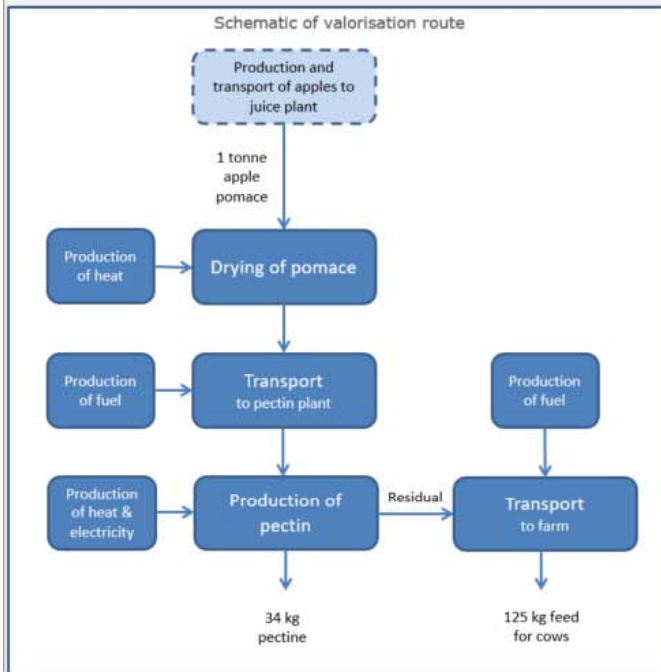 Schematic of valorisation route
Production and
transport of apples to
juice plant
1 tonne
apple
pomace
Production
of heat
Drying of pomace
Production
of fuel
Transport
to pectin plant
Production
of fuel
Production
of heat &
electricity
Production of
pectin
Residual
Transport
to farm
34 kg
pectine
125 kg feed
for cows